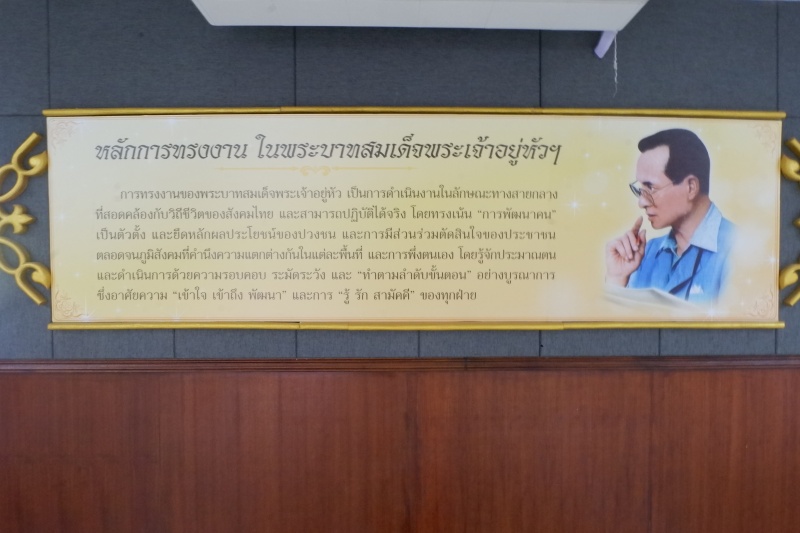 หลักการทรงงาน ในพระบาทสมเด็จพระเจ้าอยู่หัวฯ
การทรงงานของพระบาทสมเด็จพระเจ้าอยู่หัว เป็นการดำเนินงานในลักษณะทางสายกลาง
ที่สอดคล้องกับวิถีชีวิตของสังคมไทย และสามารถปฏิบัติได้จริง โดยทรงเน้น “การพัฒนาคน”
เป็นตัวตั้ง และยึดหลักผลประโยชน์ของปวงชน และการมีส่วนร่วมตัดสินใจของประชาชน
ตลอดจนภูมิสังคมที่คำนึงความแตกต่างกันในแต่ละพื้นที่ และการพึ่งตนเอง โดยรู้จักประมาณตน
และดำเนินการด้วยความรอบคอบ ระมัดระวัง และ “ทำตามลำดับขั้นตอน” อย่างบูรณาการ
ซึ่งอาศัยความ “เข้าใจ เข้าถึง พัฒนา” และการ “รู้ รัก สามัคคี” ของทุกฝ่าย